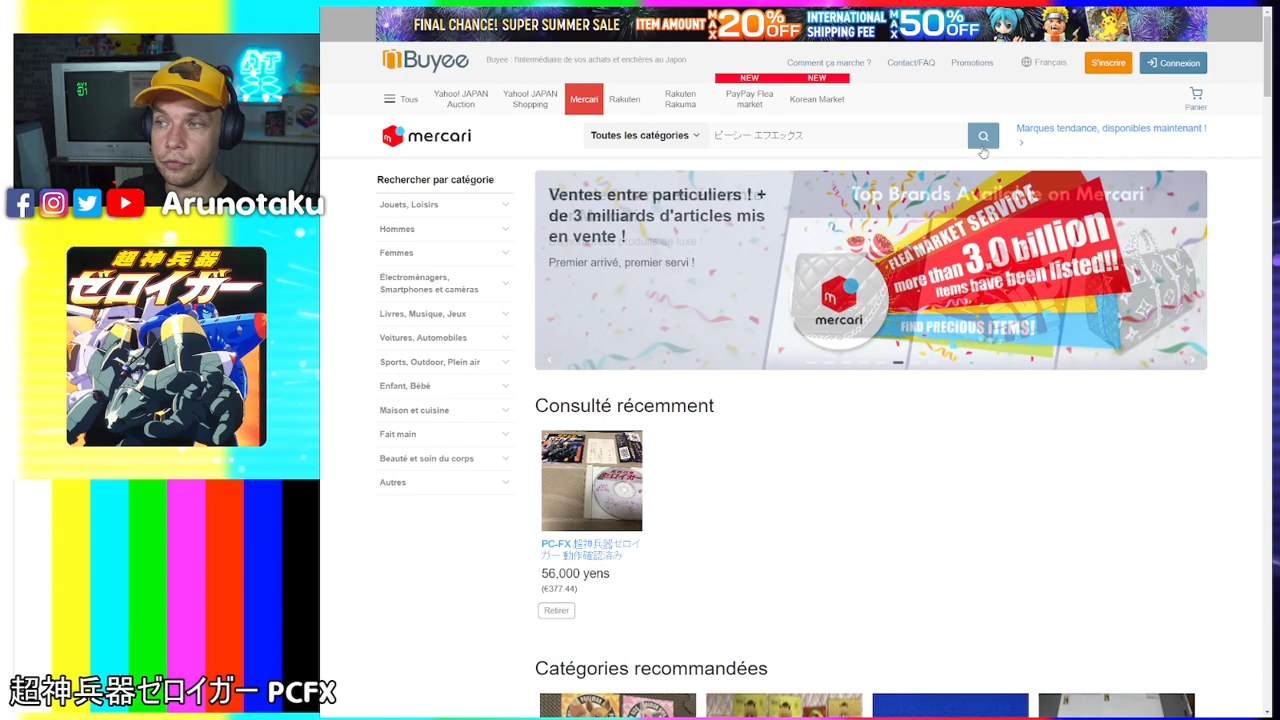 FINAL CHANCE! SUPER SUMMER SALE ITEM AMOUNT MAX 20%OFF INTERNATIONAL SHIPPING FEE MAX 50%OFF
Buyee
Buyee : l'intermédiaire de vos achats et enchères au Japon
Comment ça marche ?
Contact/FAQ
Promotions
Français
S'inscrire
Connexion
NEW
NEW
Tous
Yahoo! JAPAN
Auction
Yahoo! JAPAN
Shopping
Mercari
Rakuten
Rakuten
Rakuma
PayPay Flea
market
Korean Market
Panier
mercari
Toutes les catégories
ピーシー エフエックス
Marques tendance, disponibles maintenant !
Rechercher par catégorie
Jouets, Loisirs
Hommes
Femmes
Électroménagers,
Smartphones et caméras
Livres, Musique, Jeux
Voitures, Automobiles
Sports, Outdoor, Plein air
Enfant, Bébé
Maison et cuisine
Fait main
Beauté et soin du corps
Autres
Ventes entre particuliers ! +
de 3 milliards d'articles mis
en vente !
Premier arrivé, premier servi !
Top Brands Available on Mercari
FLEA MARKET SERVICE
more than 3.0 billion
items have been listed!!
mercari
FIND PRECIOUS ITEMS!
Consulté récemment
PC-FX 超神兵器ゼロイ
ガー 動作確認済み
56,000 yens
(€377.44)
Retirer
Catégories recommandées
Arunotaku
超神兵器
ゼロイガー
超神兵器ゼロイガー PCFX